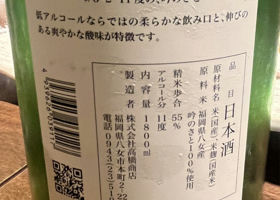 低アルコールならではの柔らかな飲み口と、伸びの
ある爽やかな酸味が特徴です。
品目 日本酒
原材料名 米(国産)、米麹(国産米)
原料米 福岡県八女産
吟のさと100%使用
精米歩合 55%
アルコール分 11度
内容量 1800ml
製造者 株式会社高橋商店
福岡県八女市本町2-22
電話 0943-23-5101